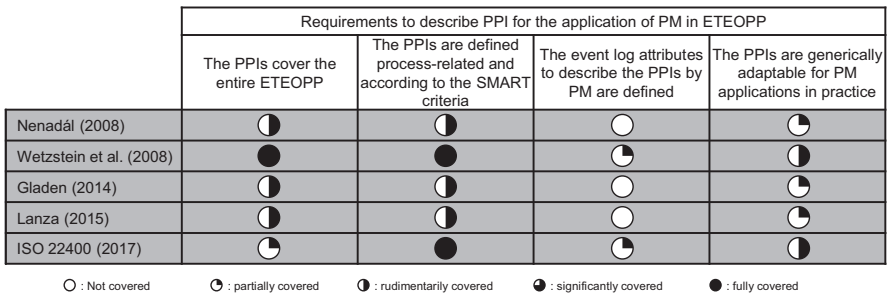 Requirements to describe PPI for the application of PM in ETEOPP
The PPIs cover the
entire ETEOPP
The PPIs are defined
process-related and
according to the SMART
criteria
The event log attributes
to describe the PPIs by
PM are defined
The PPIs are generically
adaptable for PM
applications in practice
Nenadál (2008)
Wetzstein et al. (2008)
Gladen (2014)
Lanza (2015)
ISO 22400 (2017)
: Not covered : partially covered : rudimentarily covered : significantly covered : fully covered